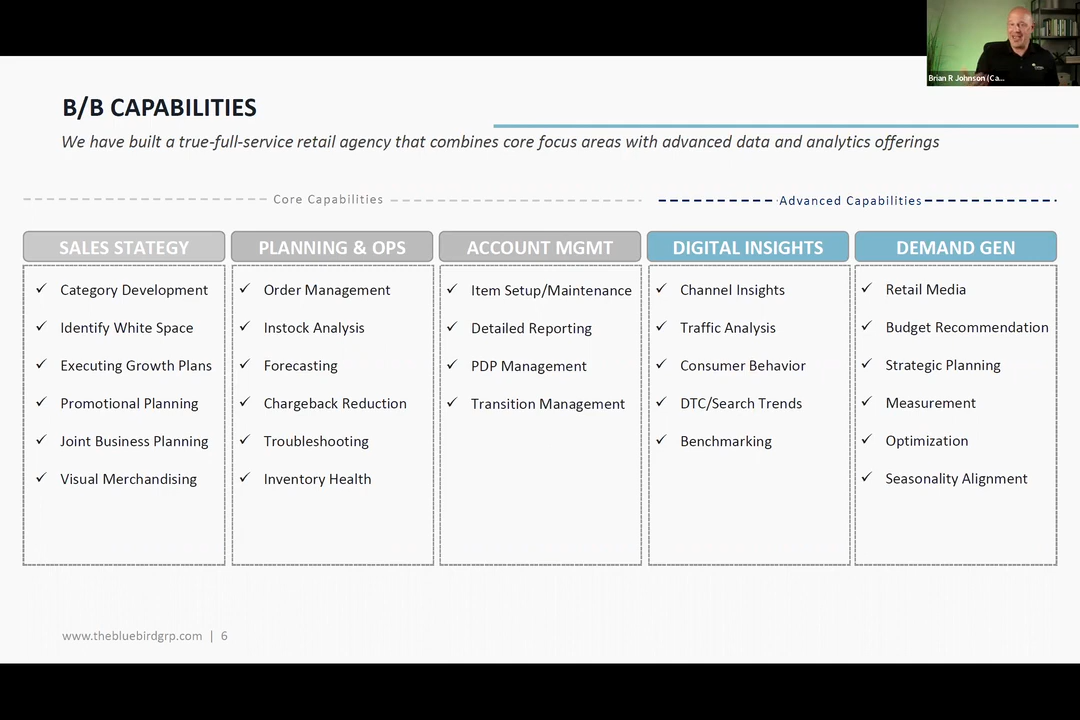 Brian R Johnson (Ca...
B/B CAPABILITIES
We have built a true-full-service retail agency that combines core focus areas with advanced data and analytics offerings
Core Capabilities
Advanced Capabilities
SALES STATEGY
Category Development
Identify White Space
Executing Growth Plans
Promotional Planning
Joint Business Planning
Visual Merchandising
PLANNING & OPS
Order Management
Instock Analysis
Forecasting
Chargeback Reduction
Troubleshooting
Inventory Health
ACCOUNT MGMT
Item Setup/Maintenance
Detailed Reporting
PDP Management
Transition Management
DIGITAL INSIGHTS
Channel Insights
Traffic Analysis
Consumer Behavior
DTC/Search Trends
Benchmarking
DEMAND GEN
Retail Media
Budget Recommendation
Strategic Planning
Measurement
Optimization
Seasonality Alignment
www.thebluebirdgrp.com | 6